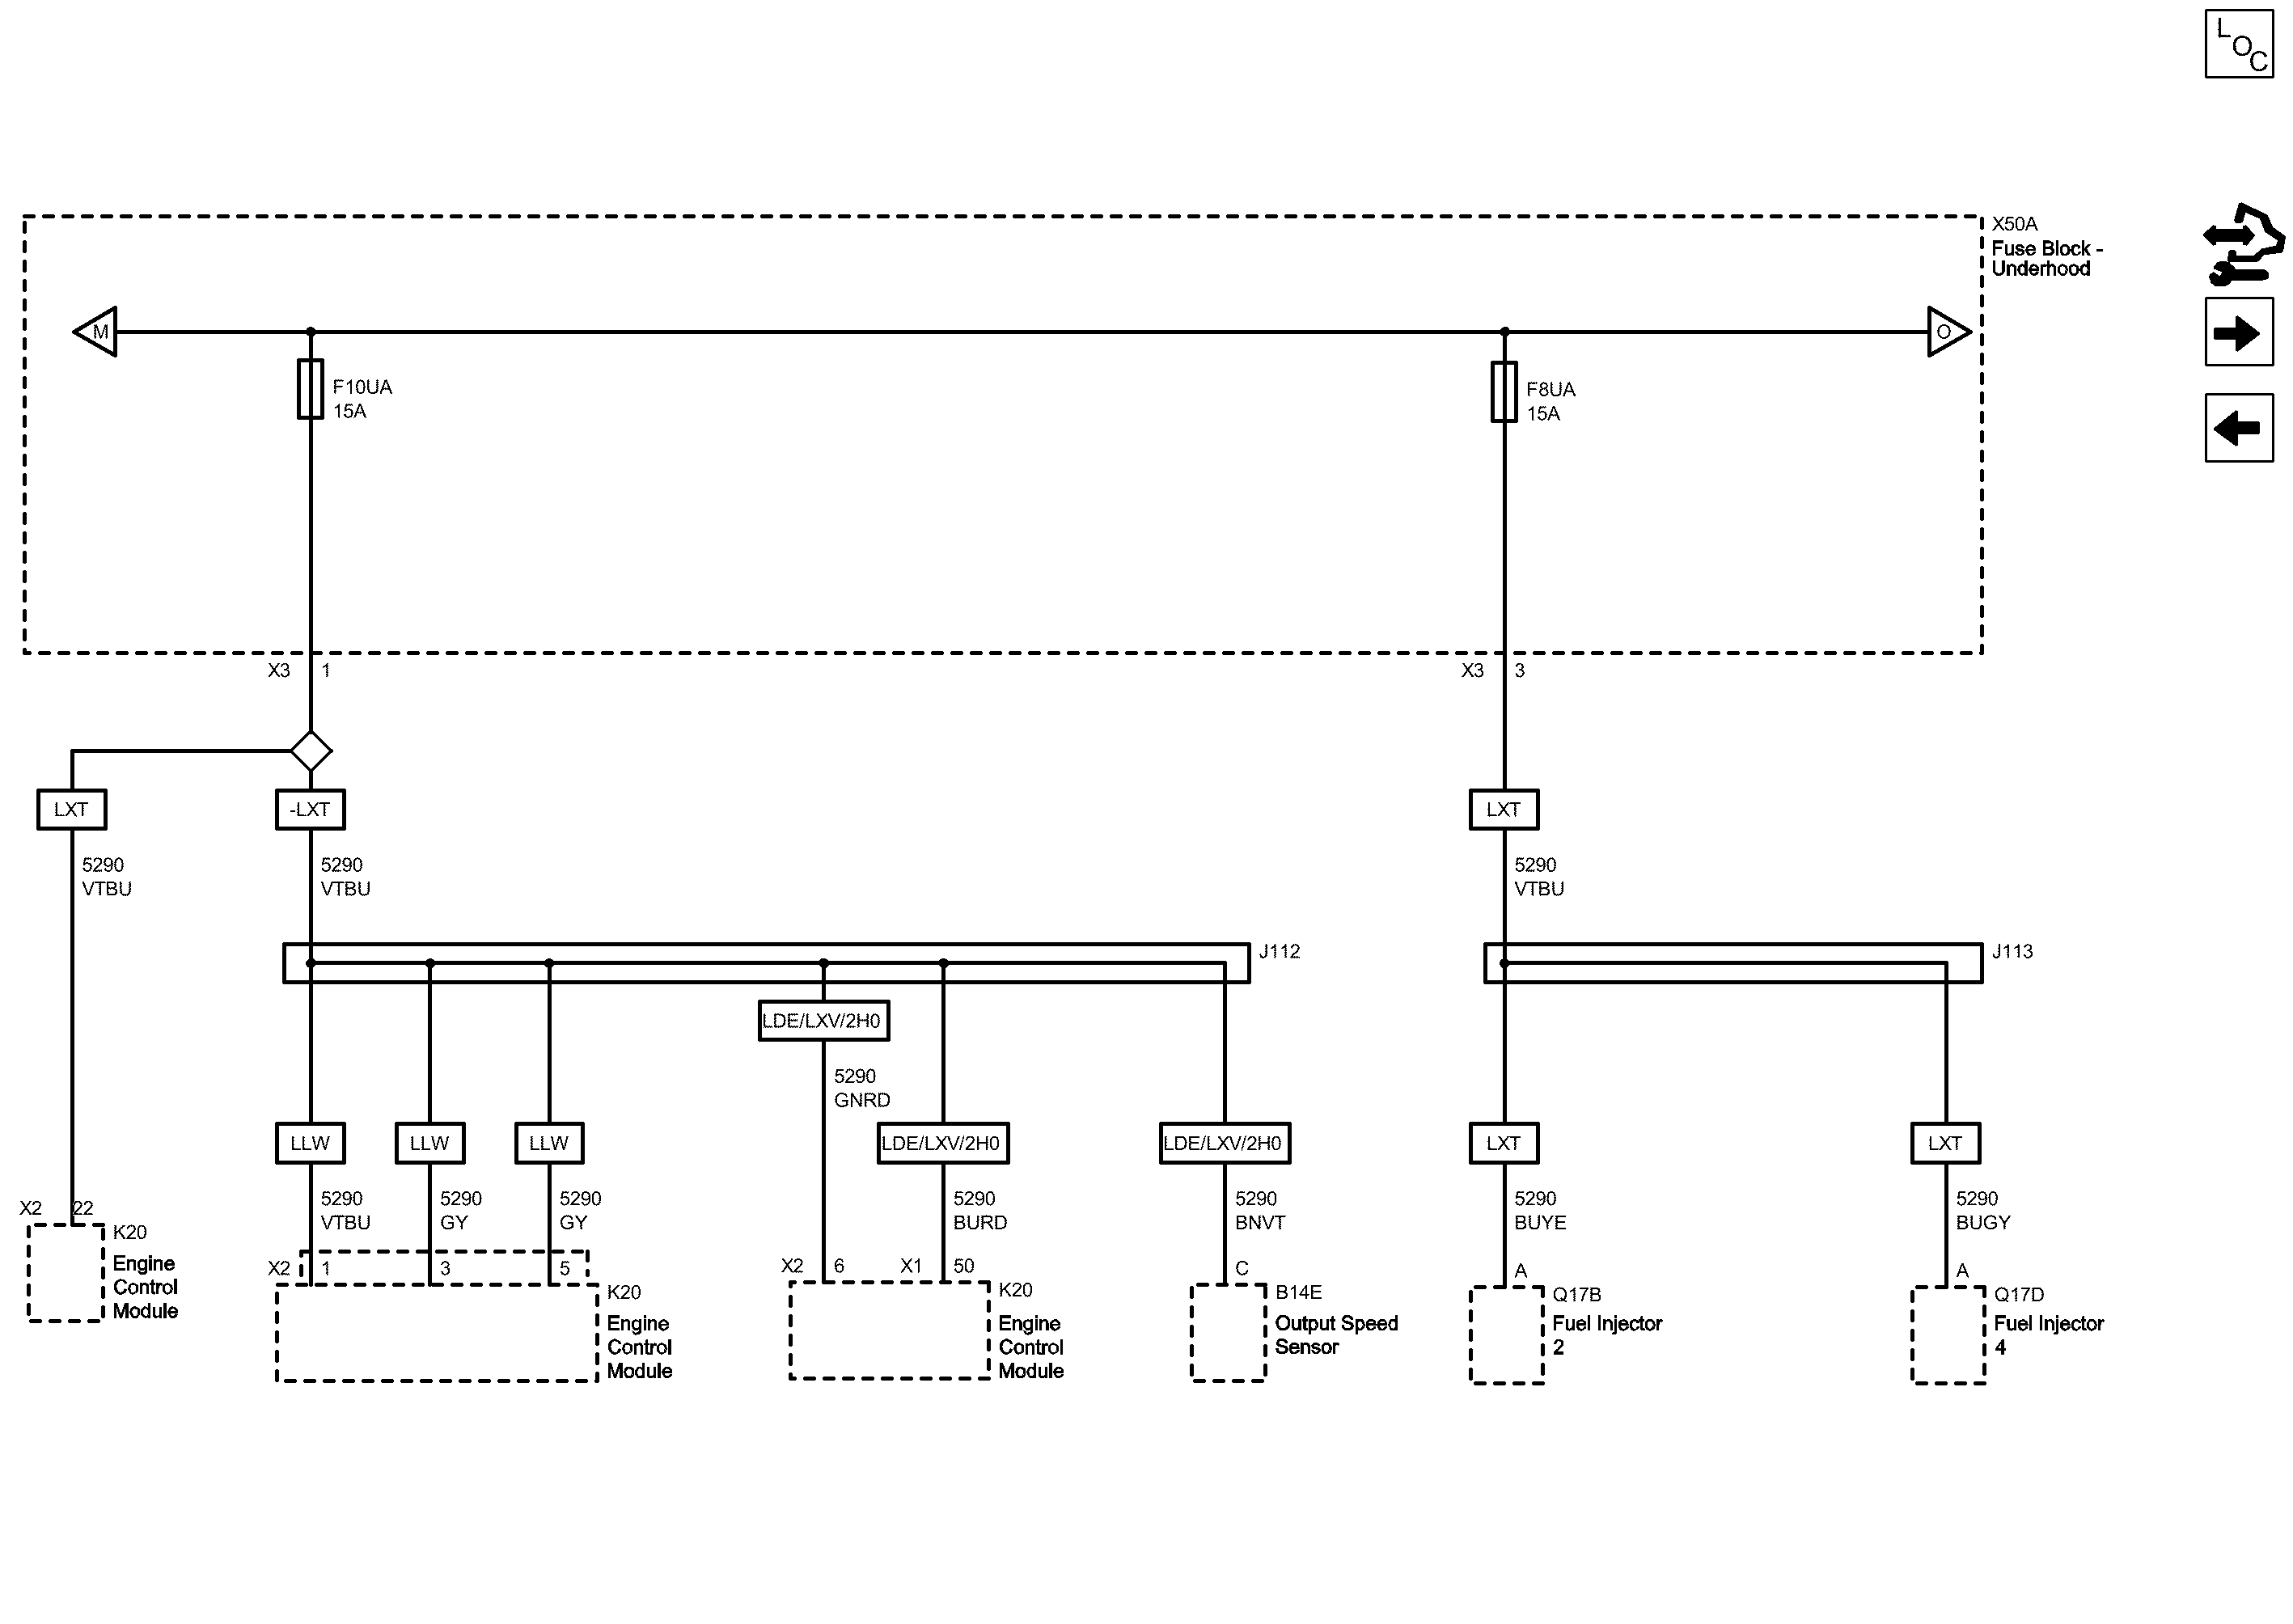 LOC
X50A
Fuse Block -
Underhood
M
O
F10UA
15A
F8UA
15A
X3 1
X3 3
LXT
-LXT
LXT
5290
VTBU
5290
VTBU
5290
VTBU
J112
J113
LDE/LXV/2H0
5290
GNRD
LLW
LLW
LLW
LDE/LXV/2H0
LDE/LXV/2H0
LXT
LXT
5290
VTBU
5290
GY
5290
GY
5290
BURD
5290
BNVT
5290
BUYE
5290
BUGY
X2 22
K20
Engine
Control
Module
X2 1 3 5
K20
Engine
Control
Module
X2 6 X1 50
K20
Engine
Control
Module
C
B14E
Output Speed
Sensor
A
Q17B
Fuel Injector
2
A
Q17D
Fuel Injector
4